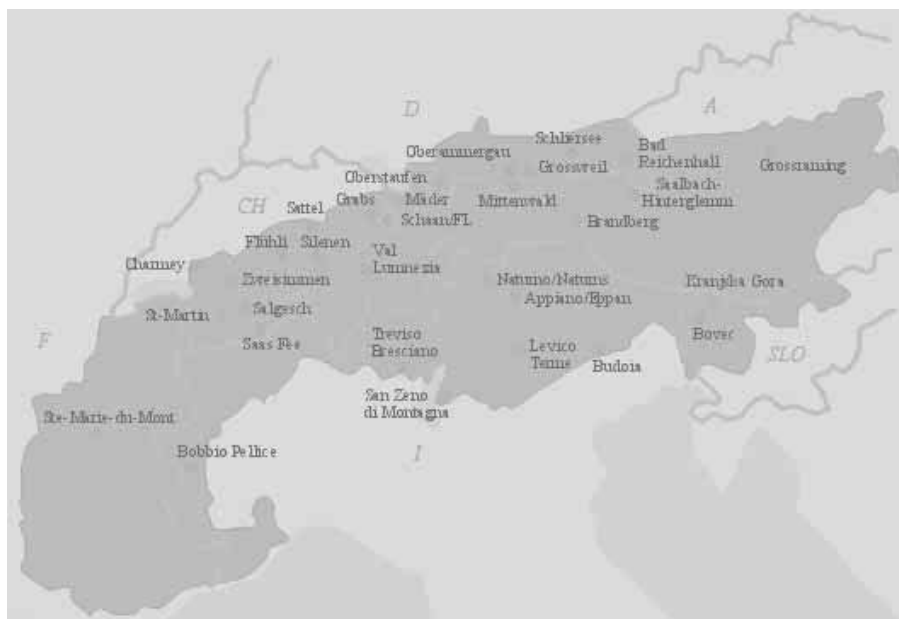 D
A
Schliersee
Bad
Reichenhall
Oberammergau
Grossweil
Grossraming
Oberstaufen
Saalbach-
Hinterglemm
CH
Sattel
Grabs
Mäder
Mittenwald
Schaan/FL
Brandberg
Flühli
Silenen
Val
Lumnezia
Charmey
Zweisimmen
Naturno/Naturns
Kranjska Gora
Appiano/Eppan
St-Martin
Salgesch
F
Saas Fee
Treviso
Bresciano
Levico
Terme
Budoia
Bovec
SLO
San Zeno
di Montagna
Ste-Marie-du-Mont
Bobbio Pellice
I